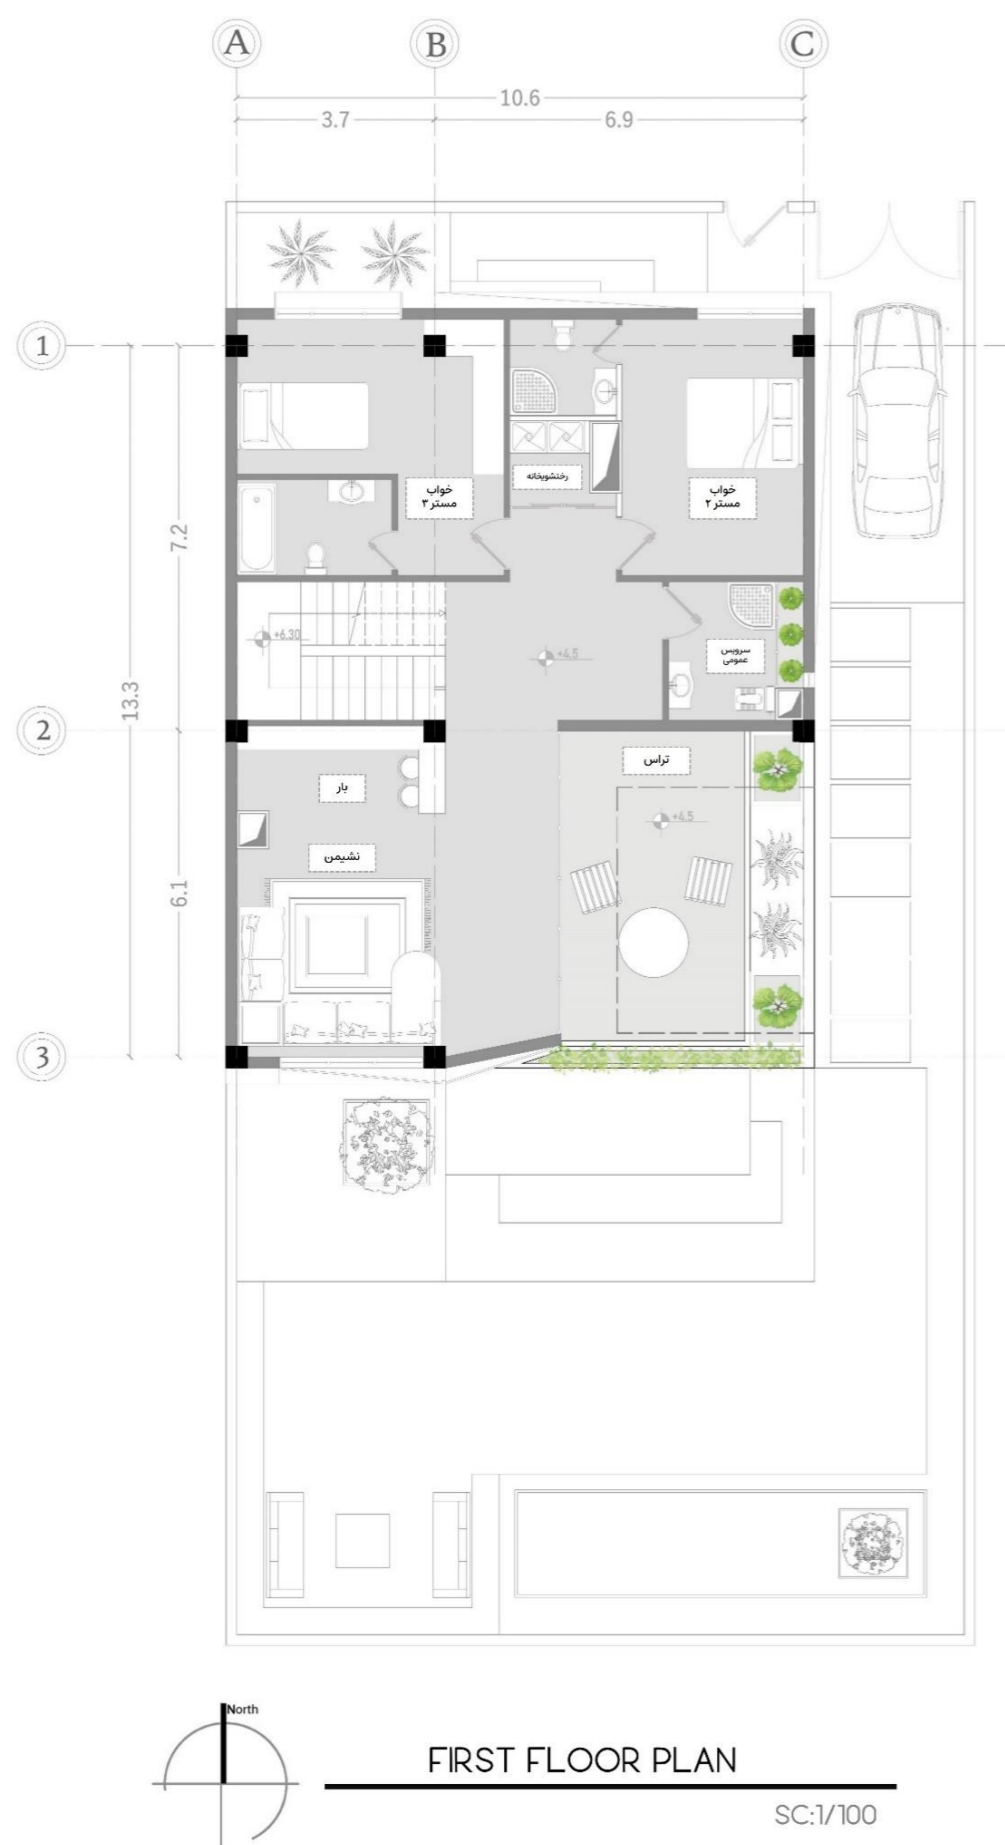 A B C
10.6
3.7 6.9
1
رختشویخانه
خواب
مستر ۳
خواب
مستر ۲
7.2
+6.30
+4.5
سرویس
عمومی
13.3
2
تراس
بار
+4.5
نشیمن
6.1
3
North
FIRST FLOOR PLAN
SC:1/100